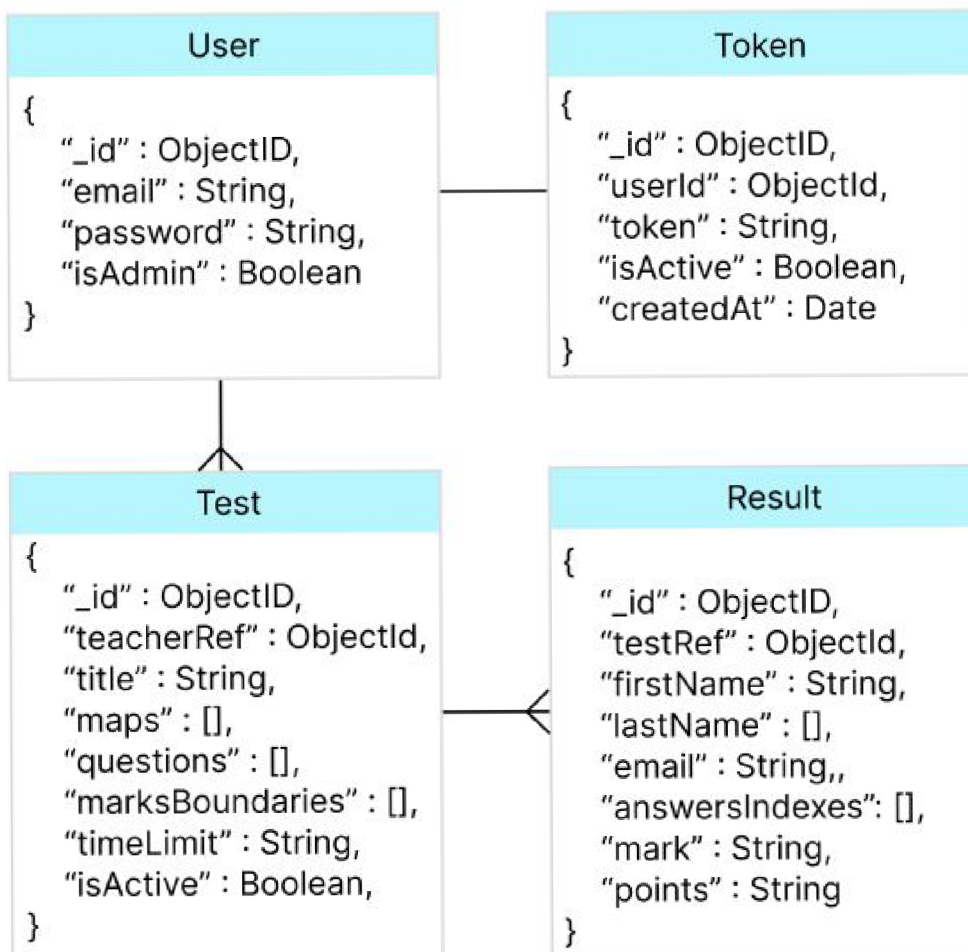 User
{
“_id” : ObjectID,
“email” : String,
“password” : String,
“isAdmin” : Boolean
}
Token
{
“_id” : ObjectID,
“userId” : ObjectId,
“token” : String,
“isActive” : Boolean,
“createdAt” : Date
}
Test
{
“_id” : ObjectID,
“teacherRef” : ObjectId,
“title” : String,
“maps” : [],
“questions” : [],
“marksBoundaries” : [],
“timeLimit” : String,
“isActive” : Boolean,
}
Result
{
“_id” : ObjectID,
“testRef” : ObjectId,
“firstName” : String,
“lastName” : [],
“email” : String,,
“answersIndexes”: [],
“mark” : String,
“points” : String
}